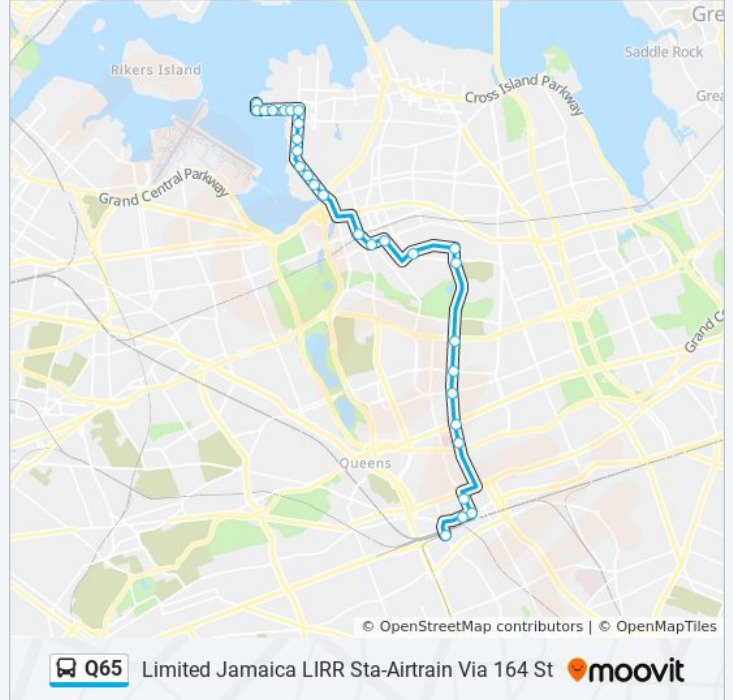 Gre
Saddle Rock
Rikers Island
Cross Island Parkway
Grea
Grand Central Parkway
Grand C
Queens
© OpenStreetMap contributors | © OpenMapTiles
Q65 Limited Jamaica LIRR Sta-Airtrain Via 164 St moovit